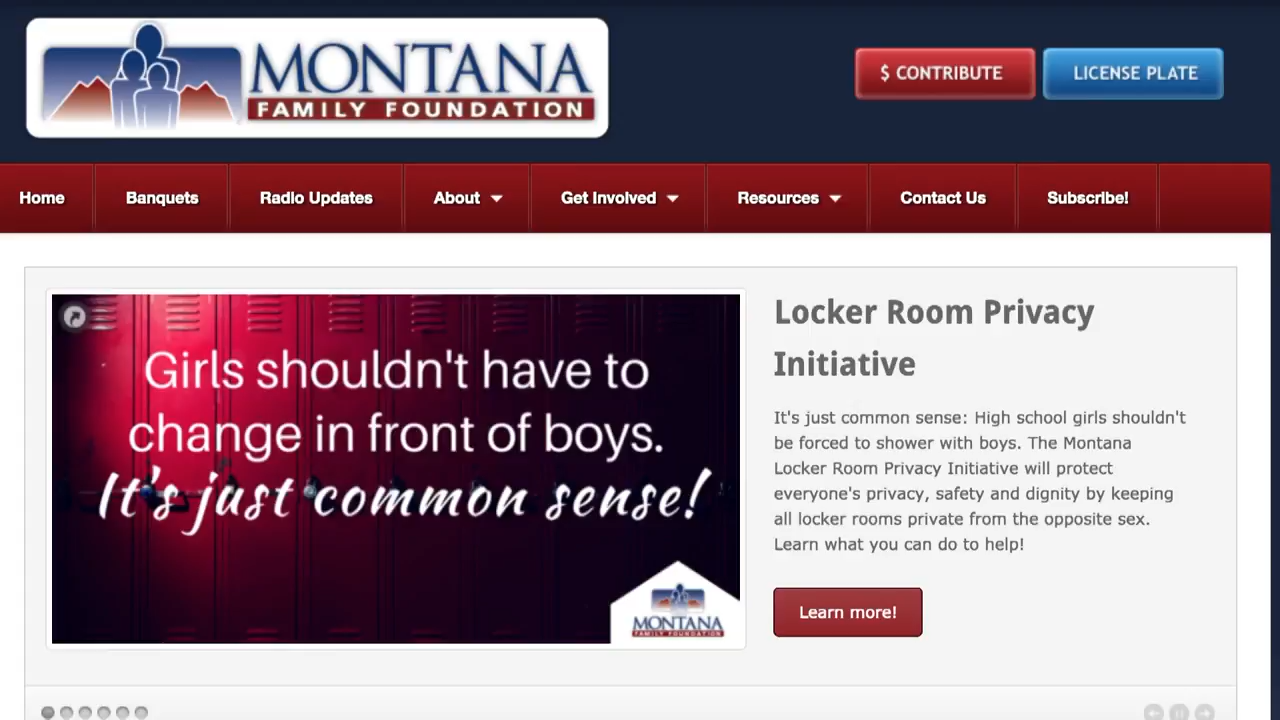 MONTANA
FAMILY FOUNDATION
$ CONTRIBUTE
LICENSE PLATE
Home
Banquets
Radio Updates
About
Get Involved
Resources
Contact Us
Subscribe!
Girls shouldn't have to
change in front of boys.
It's just common sense!
MONTANA
FAMILY FOUNDATION
Locker Room Privacy
Initiative
It's just common sense: High school girls shouldn't
be forced to shower with boys. The Montana
Locker Room Privacy Initiative will protect
everyone's privacy, safety and dignity by keeping
all locker rooms private from the opposite sex.
Learn what you can do to help!
Learn more!